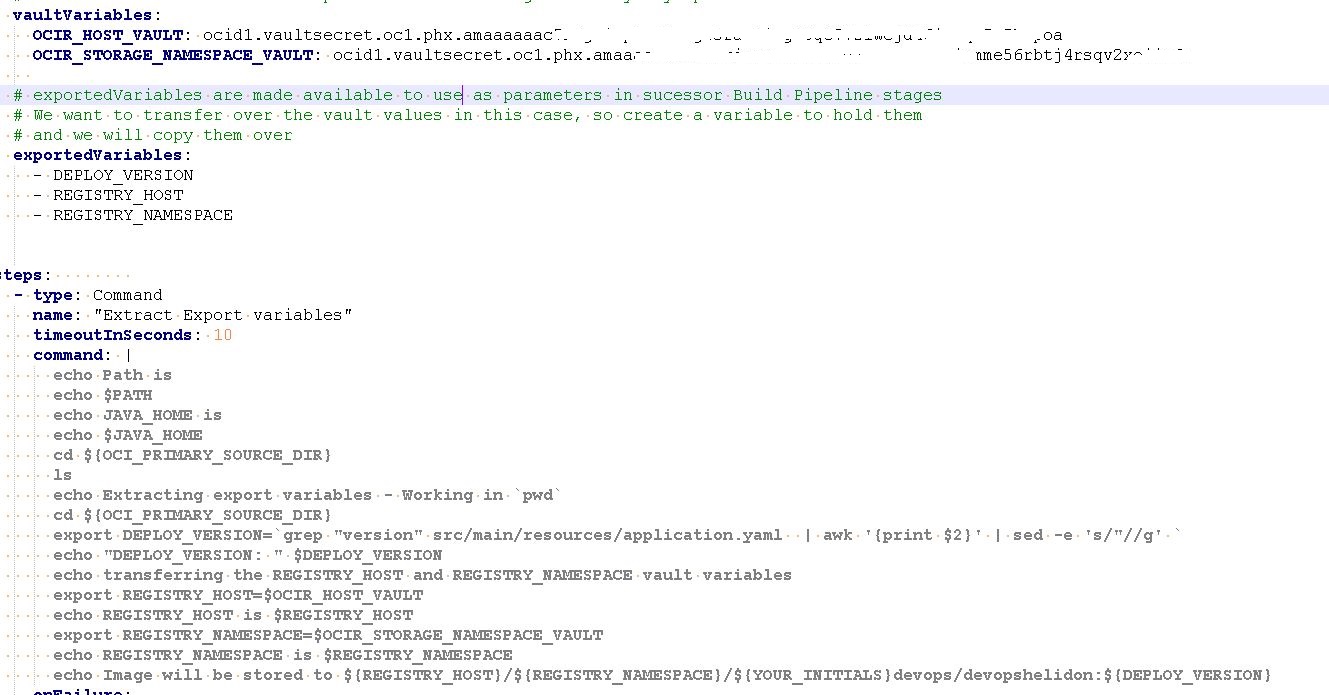 vaultVariables:
OCIR_HOST_VAULT: ocid1.vaultsecret.oc1.phx.amaaaaaac
OCIR_STORAGE_NAMESPACE_VAULT: ocid1.vaultsecret.oc1.phx.amaa mme56rbtj4rsqv2x
# exportedVariables are made available to use as parameters in sucessor Build Pipeline stages
# We want to transfer over the vault values in this case, so create a variable to hold them
# and we will copy them over
exportedVariables:
- DEPLOY_VERSION
- REGISTRY_HOST
- REGISTRY_NAMESPACE
steps:
- type: Command
name: "Extract Export variables"
timeoutInSeconds: 10
command: |
echo Path is
echo $PATH
echo JAVA_HOME is
echo $JAVA_HOME
cd ${OCI_PRIMARY_SOURCE_DIR}
ls
echo Extracting export variables - Working in `pwd`
cd ${OCI_PRIMARY_SOURCE_DIR}
export DEPLOY_VERSION=`grep "version" src/main/resources/application.yaml  | awk '{print $2}' | sed -e 's/"//g' `
echo "DEPLOY_VERSION: " $DEPLOY_VERSION
echo transferring the REGISTRY_HOST and REGISTRY_NAMESPACE vault variables
export REGISTRY_HOST=$OCIR_HOST_VAULT
echo REGISTRY_HOST is $REGISTRY_HOST
export REGISTRY_NAMESPACE=$OCIR_STORAGE_NAMESPACE_VAULT
echo REGISTRY_NAMESPACE is $REGISTRY_NAMESPACE
echo Image will be stored to ${REGISTRY_HOST}/${REGISTRY_NAMESPACE}/${YOUR_INITIALS}devops/devopshelidon:${DEPLOY_VERSION}
onFailure: